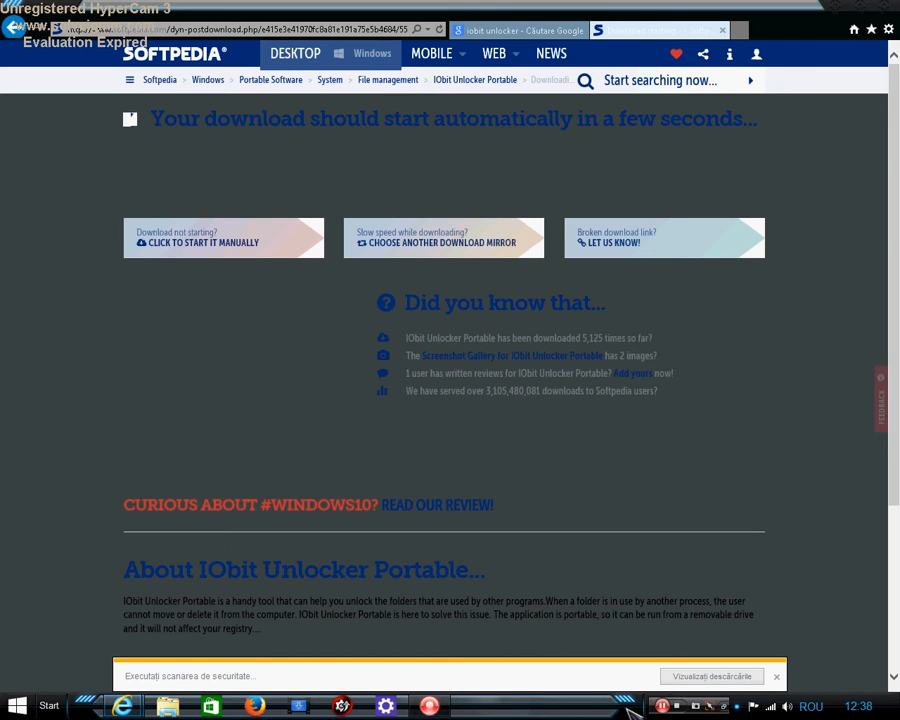 Unregistered HyperCam 3
Evaluation Expired
/dyn-postdownload.php/e415e3e41970fc8a81e191a75e5b4684/55
iobit unlocker - Căutare Google
SOFTPEDIA®
DESKTOP
Windows
MOBILE
WEB
NEWS
Softpedia
Windows
Portable Software
System
File management
IObit Unlocker Portable
Downloadi...
Start searching now...
Your download should start automatically in a few seconds...
Download not starting?
CLICK TO START IT MANUALLY
Slow speed while downloading?
CHOOSE ANOTHER DOWNLOAD MIRROR
Broken download link?
LET US KNOW!
Did you know that...
IObit Unlocker Portable has been downloaded 5,125 times so far?
The Screenshot Gallery for IObit Unlocker Portable has 2 images?
1 user has written reviews for IObit Unlocker Portable? Add yours now!
We have served over 3,105,480,081 downloads to Softpedia users?
FEEDBACK
CURIOUS ABOUT #WINDOWS10? READ OUR REVIEW!
About IObit Unlocker Portable...
IObit Unlocker Portable is a handy tool that can help you unlock the folders that are used by other programs.When a folder is in use by another process, the user
cannot move or delete it from the computer. IObit Unlocker Portable is here to solve this issue. The application is portable, so it can be run from a removable drive
and it will not affect your registry....
Executați scanarea de securitate...
Vizualizați descărcările
Start
ROU
12:38